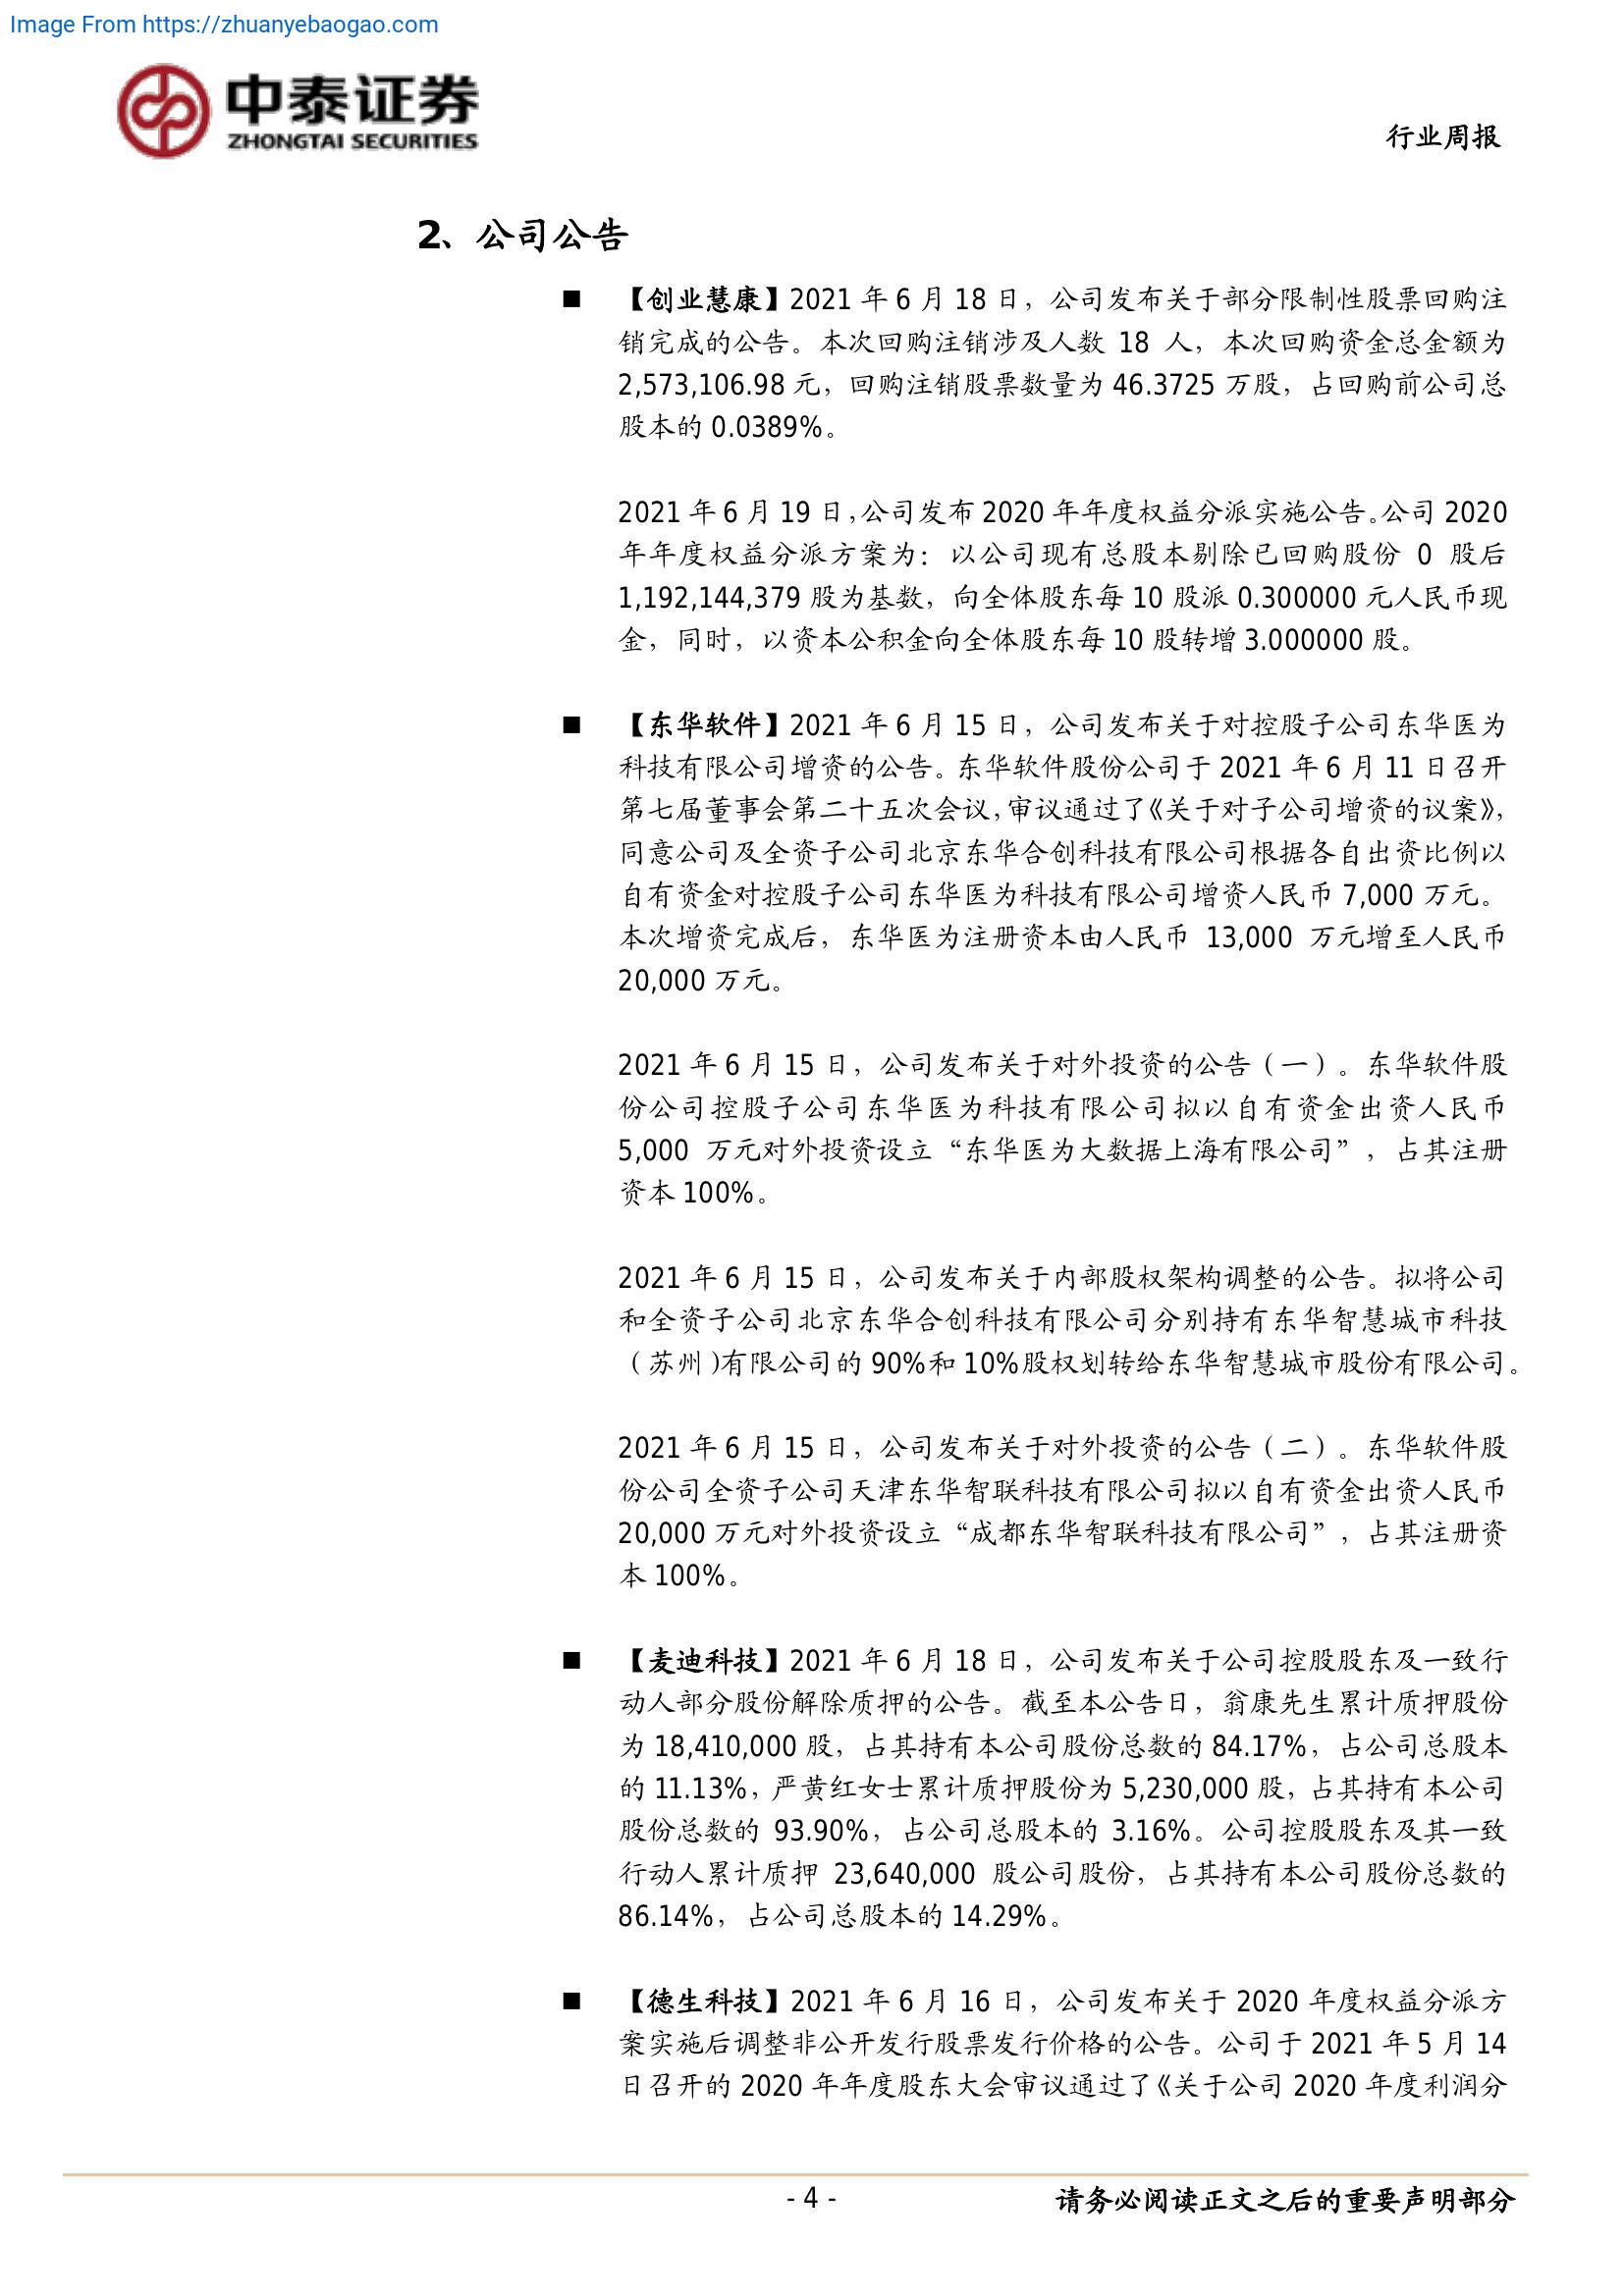 Image From https://zhuanyebaogao.com
中泰证券
ZHONGTAI SECURITIES
行业周报
2、公司公告
■ 【创业慧康】2021 年 6 月 18 日，公司发布关于部分限制性股票回购注
销完成的公告。本次回购注销涉及人数 18 人，本次回购资金总金额为
2,573,106.98 元，回购注销股票数量为 46.3725 万股，占回购前公司总
股本的 0.0389%。
2021 年 6 月 19 日，公司发布 2020 年年度权益分派实施公告。公司 2020
年年度权益分派方案为：以公司现有总股本剔除已回购股份 0 股后
1,192,144,379 股为基数，向全体股东每 10 股派 0.300000 元人民币现
金，同时，以资本公积金向全体股东每 10 股转增 3.000000 股。
■ 【东华软件】2021 年 6 月 15 日，公司发布关于对控股子公司东华医为
科技有限公司增资的公告。东华软件股份公司于 2021 年 6 月 11 日召开
第七届董事会第二十五次会议，审议通过了《关于对子公司增资的议案》，
同意公司及全资子公司北京东华合创科技有限公司根据各自出资比例以
自有资金对控股子公司东华医为科技有限公司增资人民币 7,000 万元。
本次增资完成后，东华医为注册资本由人民币 13,000 万元增至人民币
20,000 万元。
2021 年 6 月 15 日，公司发布关于对外投资的公告（一）。东华软件股
份公司控股子公司东华医为科技有限公司拟以自有资金出资人民币
5,000 万元对外投资设立“东华医为大数据上海有限公司”，占其注册
资本 100%。
2021 年 6 月 15 日，公司发布关于内部股权架构调整的公告。拟将公司
和全资子公司北京东华合创科技有限公司分别持有东华智慧城市科技
（苏州)有限公司的 90%和 10%股权划转给东华智慧城市股份有限公司。
2021 年 6 月 15 日，公司发布关于对外投资的公告（二）。东华软件股
份公司全资子公司天津东华智联科技有限公司拟以自有资金出资人民币
20,000 万元对外投资设立“成都东华智联科技有限公司”，占其注册资
本 100%。
■ 【麦迪科技】2021 年 6 月 18 日，公司发布关于公司控股股东及一致行
动人部分股份解除质押的公告。截至本公告日，翁康先生累计质押股份
为 18,410,000 股，占其持有本公司股份总数的 84.17%，占公司总股本
的 11.13%，严黄红女士累计质押股份为 5,230,000 股，占其持有本公司
股份总数的 93.90%，占公司总股本的 3.16%。公司控股股东及其一致
行动人累计质押 23,640,000 股公司股份，占其持有本公司股份总数的
86.14%，占公司总股本的 14.29%。
■ 【德生科技】2021 年 6 月 16 日，公司发布关于 2020 年度权益分派方
案实施后调整非公开发行股票发行价格的公告。公司于 2021 年 5 月 14
日召开的 2020 年年度股东大会审议通过了《关于公司 2020 年度利润分
- 4 -
请务必阅读正文之后的重要声明部分